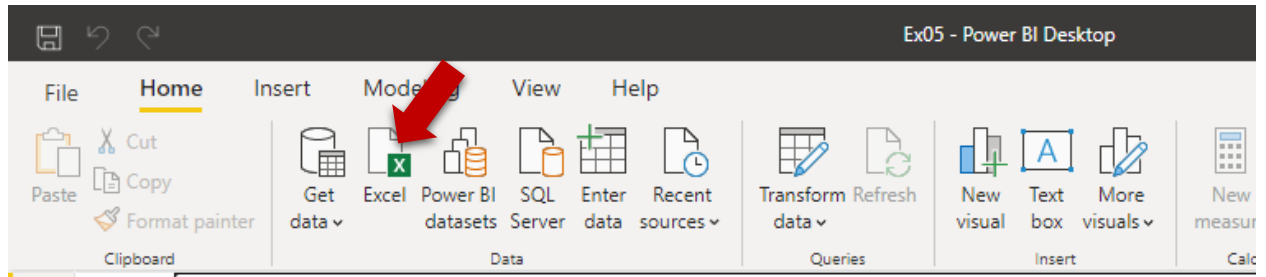 Ex05 - Power BI Desktop
File Home Insert Modeling View Help
Cut
Copy
Format painter
Paste
Clipboard
Get data
Excel
Power BI datasets
SQL Server
Enter data
Recent sources
Data
Transform data
Refresh
Queries
New visual
Text box
More visuals
Insert
New